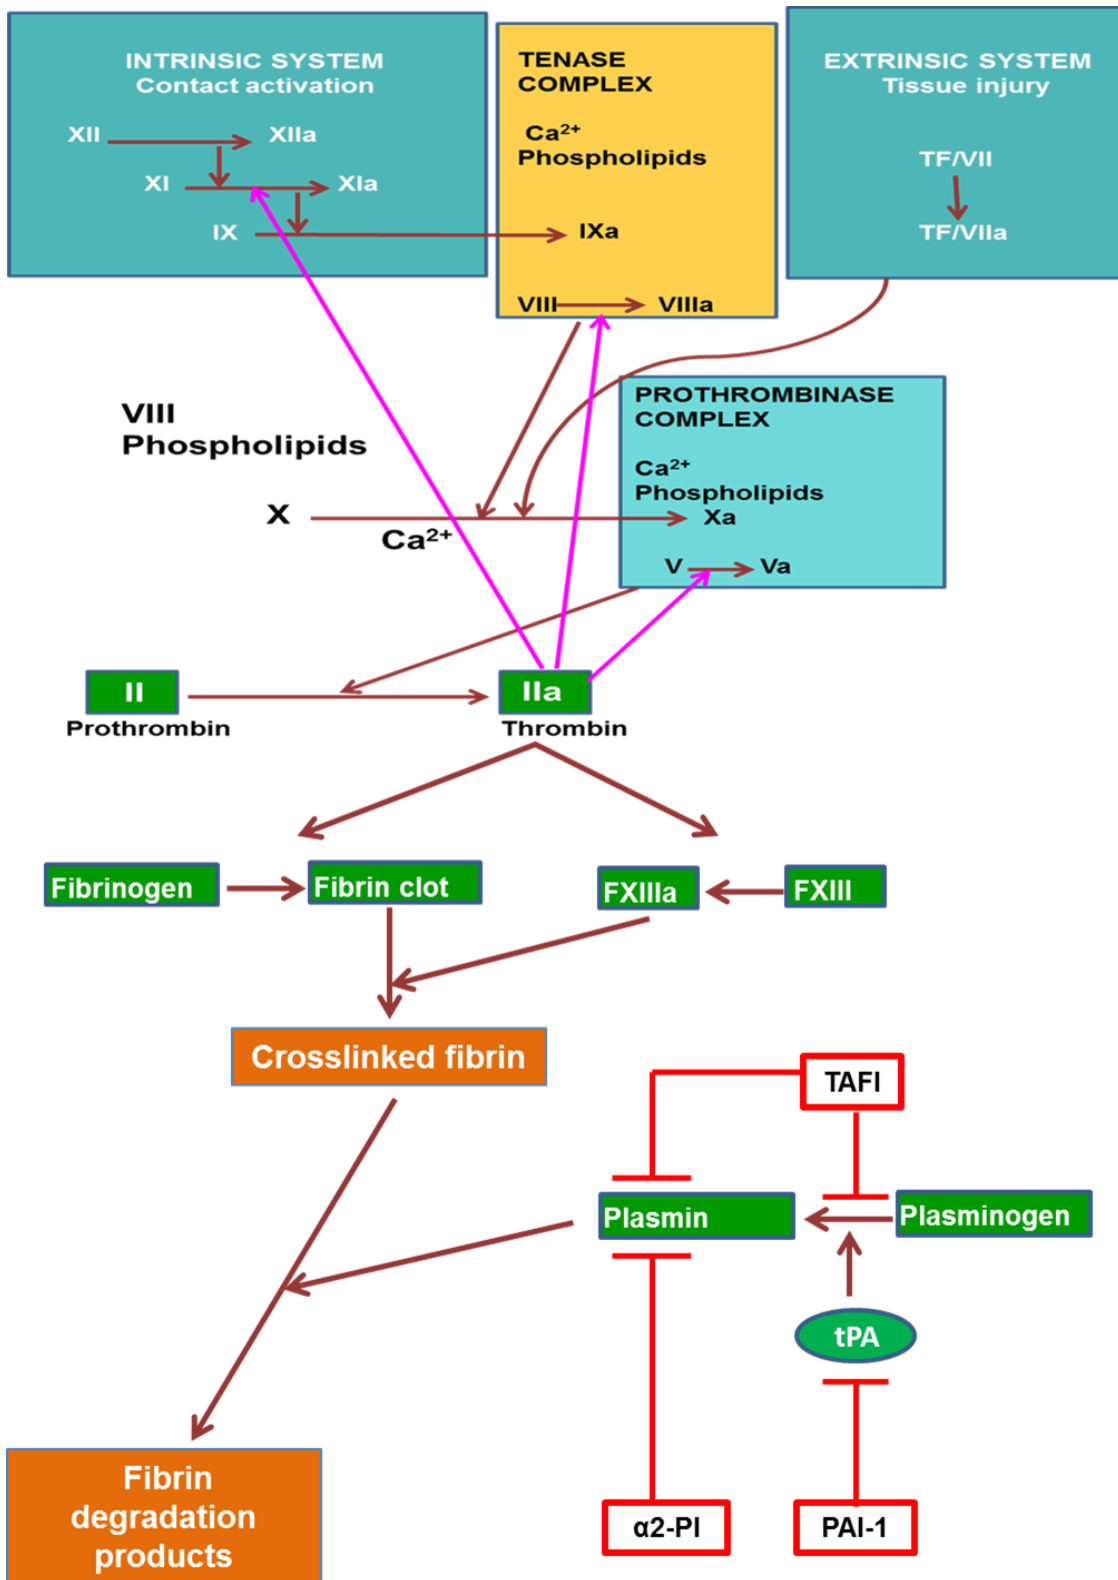 INTRINSIC SYSTEM
Contact activation
XII
XIIa
XI
XIa
IX
TENASE
COMPLEX
Ca²⁺
Phospholipids
IXa
VIII
VIIIa
EXTRINSIC SYSTEM
Tissue injury
TF/VII
TF/VIIa
VIII
Phospholipids
X
Ca²⁺
PROTHROMBINASE
COMPLEX
Ca²⁺
Phospholipids
Xa
V
Va
II
Prothrombin
IIa
Thrombin
Fibrinogen
Fibrin clot
FXIIIa
FXIII
Crosslinked fibrin
TAFI
Plasmin
Plasminogen
tPA
Fibrin
degradation
products
α2-PI
PAI-1